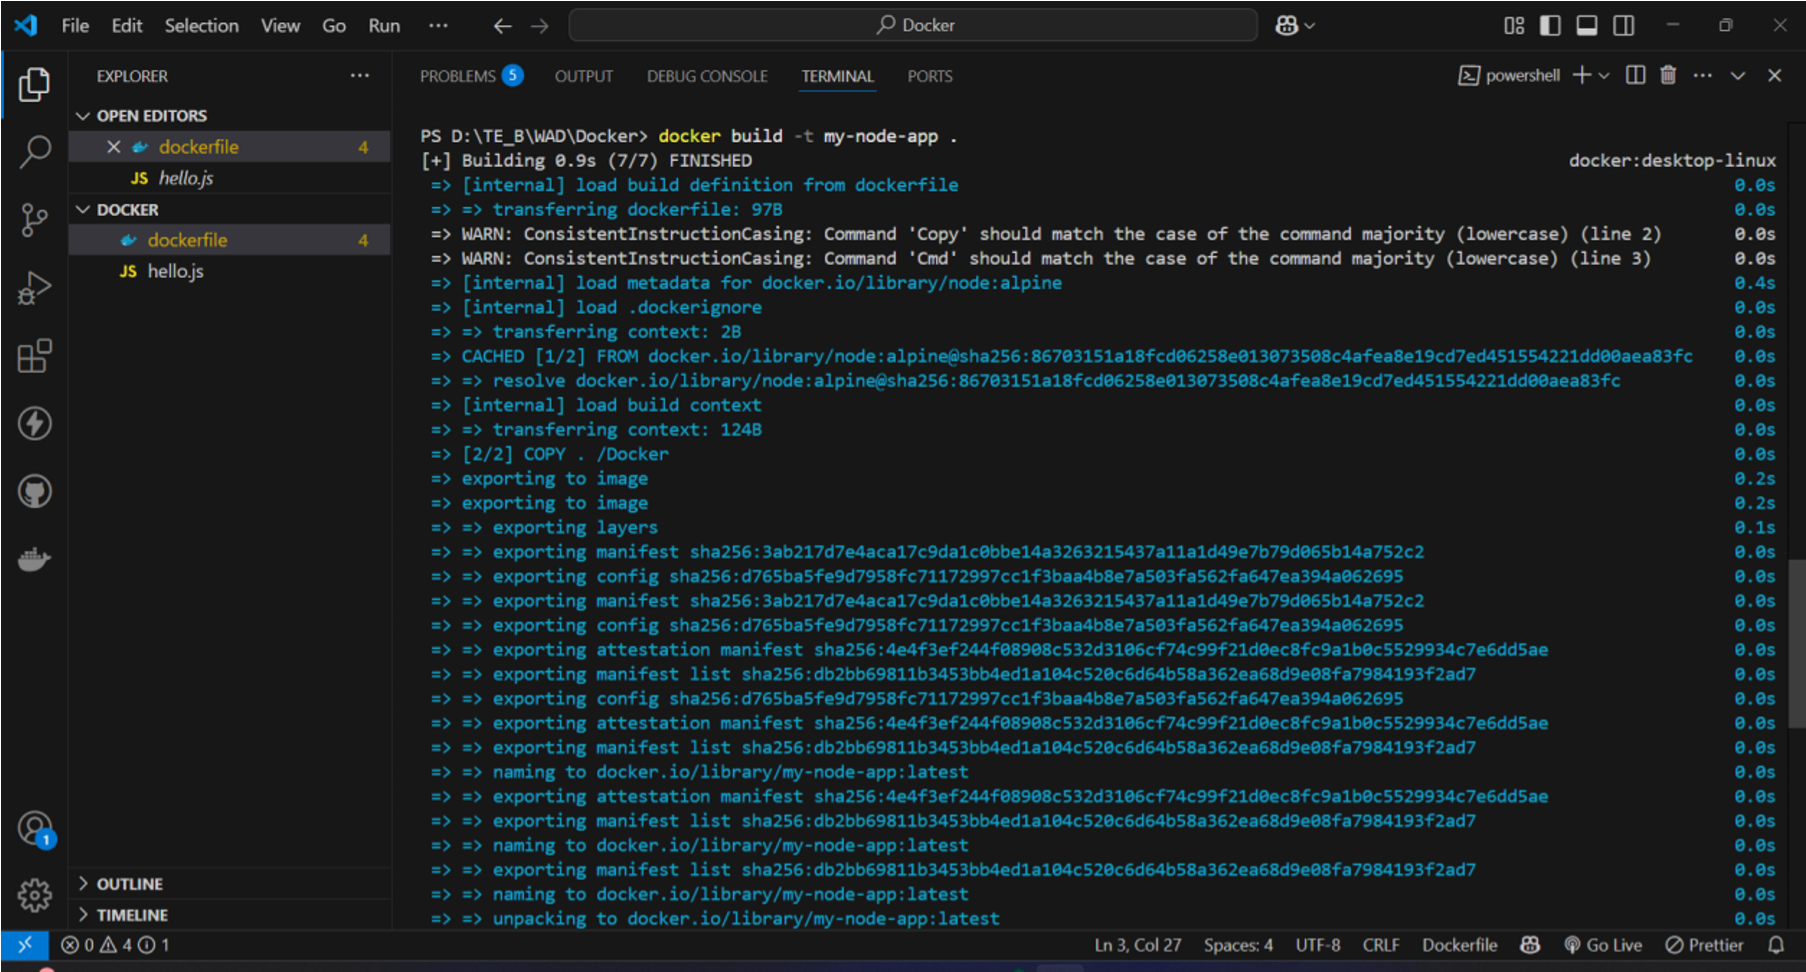 File Edit Selection View Go Run ··· Docker
EXPLORER ···
OPEN EDITORS
dockerfile 4
JS hello.js
DOCKER
dockerfile 4
JS hello.js
OUTLINE
TIMELINE
1
PROBLEMS 5 OUTPUT DEBUG CONSOLE TERMINAL PORTS powershell ···
PS D:\TE_B\WAD\Docker> docker build -t my-node-app .
[+] Building 0.9s (7/7) FINISHED docker:desktop-linux
=> [internal] load build definition from dockerfile 0.0s
=> => transferring dockerfile: 97B 0.0s
=> WARN: ConsistentInstructionCasing: Command 'Copy' should match the case of the command majority (lowercase) (line 2) 0.0s
=> WARN: ConsistentInstructionCasing: Command 'Cmd' should match the case of the command majority (lowercase) (line 3) 0.0s
=> [internal] load metadata for docker.io/library/node:alpine 0.4s
=> [internal] load .dockerignore 0.0s
=> => transferring context: 2B 0.0s
=> CACHED [1/2] FROM docker.io/library/node:alpine@sha256:86703151a18fcd06258e013073508c4afea8e19cd7ed451554221dd00aea83fc 0.0s
=> => resolve docker.io/library/node:alpine@sha256:86703151a18fcd06258e013073508c4afea8e19cd7ed451554221dd00aea83fc 0.0s
=> [internal] load build context 0.0s
=> => transferring context: 124B 0.0s
=> [2/2] COPY . /Docker 0.0s
=> exporting to image 0.2s
=> exporting to image 0.2s
=> => exporting layers 0.1s
=> => exporting manifest sha256:3ab217d7e4aca17c9da1c0bbe14a3263215437a11a1d49e7b79d065b14a752c2 0.0s
=> => exporting config sha256:d765ba5fe9d7958fc71172997cc1f3baa4b8e7a503fa562fa647ea394a062695 0.0s
=> => exporting manifest sha256:3ab217d7e4aca17c9da1c0bbe14a3263215437a11a1d49e7b79d065b14a752c2 0.0s
=> => exporting config sha256:d765ba5fe9d7958fc71172997cc1f3baa4b8e7a503fa562fa647ea394a062695 0.0s
=> => exporting attestation manifest sha256:4e4f3ef244f08908c532d3106cf74c99f21d0ec8fc9a1b0c5529934c7e6dd5ae 0.0s
=> => exporting manifest list sha256:db2bb69811b3453bb4ed1a104c520c6d64b58a362ea68d9e08fa7984193f2ad7 0.0s
=> => exporting config sha256:d765ba5fe9d7958fc71172997cc1f3baa4b8e7a503fa562fa647ea394a062695 0.0s
=> => exporting attestation manifest sha256:4e4f3ef244f08908c532d3106cf74c99f21d0ec8fc9a1b0c5529934c7e6dd5ae 0.0s
=> => exporting manifest list sha256:db2bb69811b3453bb4ed1a104c520c6d64b58a362ea68d9e08fa7984193f2ad7 0.0s
=> => naming to docker.io/library/my-node-app:latest 0.0s
=> => exporting attestation manifest sha256:4e4f3ef244f08908c532d3106cf74c99f21d0ec8fc9a1b0c5529934c7e6dd5ae 0.0s
=> => exporting manifest list sha256:db2bb69811b3453bb4ed1a104c520c6d64b58a362ea68d9e08fa7984193f2ad7 0.0s
=> => naming to docker.io/library/my-node-app:latest 0.0s
=> => exporting manifest list sha256:db2bb69811b3453bb4ed1a104c520c6d64b58a362ea68d9e08fa7984193f2ad7 0.0s
=> => naming to docker.io/library/my-node-app:latest 0.0s
=> => unpacking to docker.io/library/my-node-app:latest 0.0s
0 4 1 Ln 3, Col 27 Spaces: 4 UTF-8 CRLF Dockerfile Go Live Prettier